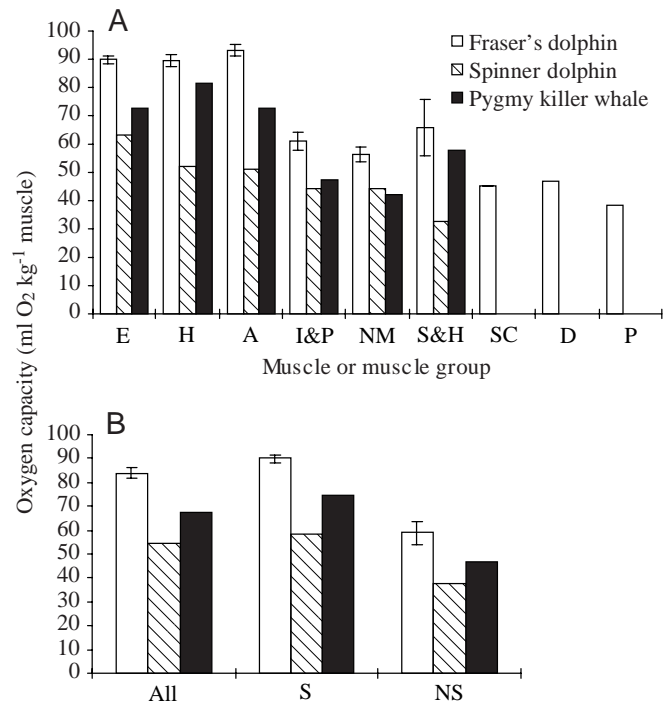 A
100
90
80
70
60
50
40
30
20
10
0
Fraser's dolphin
Spinner dolphin
Pygmy killer whale
E H A I&P NM S&H SC D P
Muscle or muscle group
Oxygen capacity (ml O₂ kg⁻¹ muscle)
B
100
90
80
70
60
50
40
30
20
10
0
All S NS